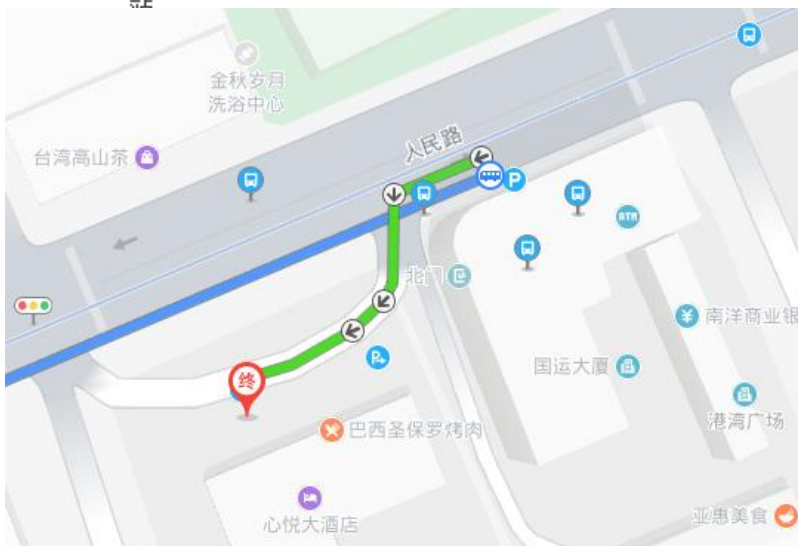 金秋岁月
洗浴中心
人民路
台湾高山茶
P
ATM
北门
南洋商业银
国运大厦
终
P
港湾广场
巴西圣保罗烤肉
心悦大酒店
亚惠美食